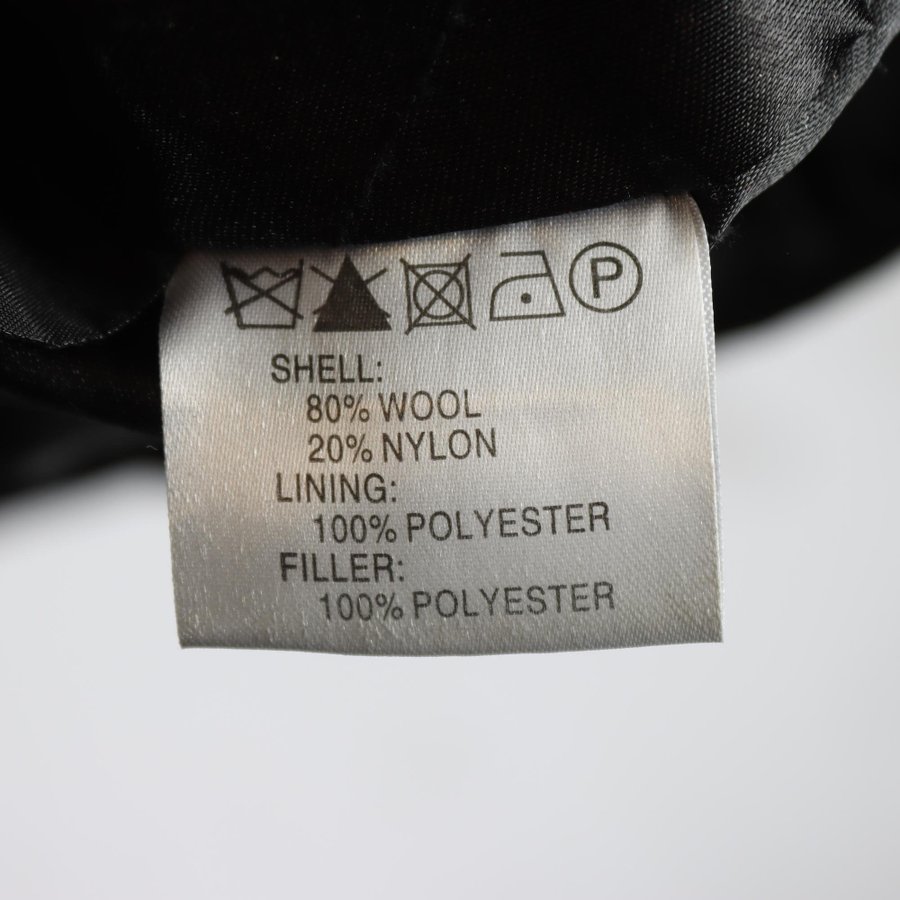 P
SHELL:
80% WOOL
20% NYLON
LINING:
100% POLYESTER
FILLER:
100% POLYESTER